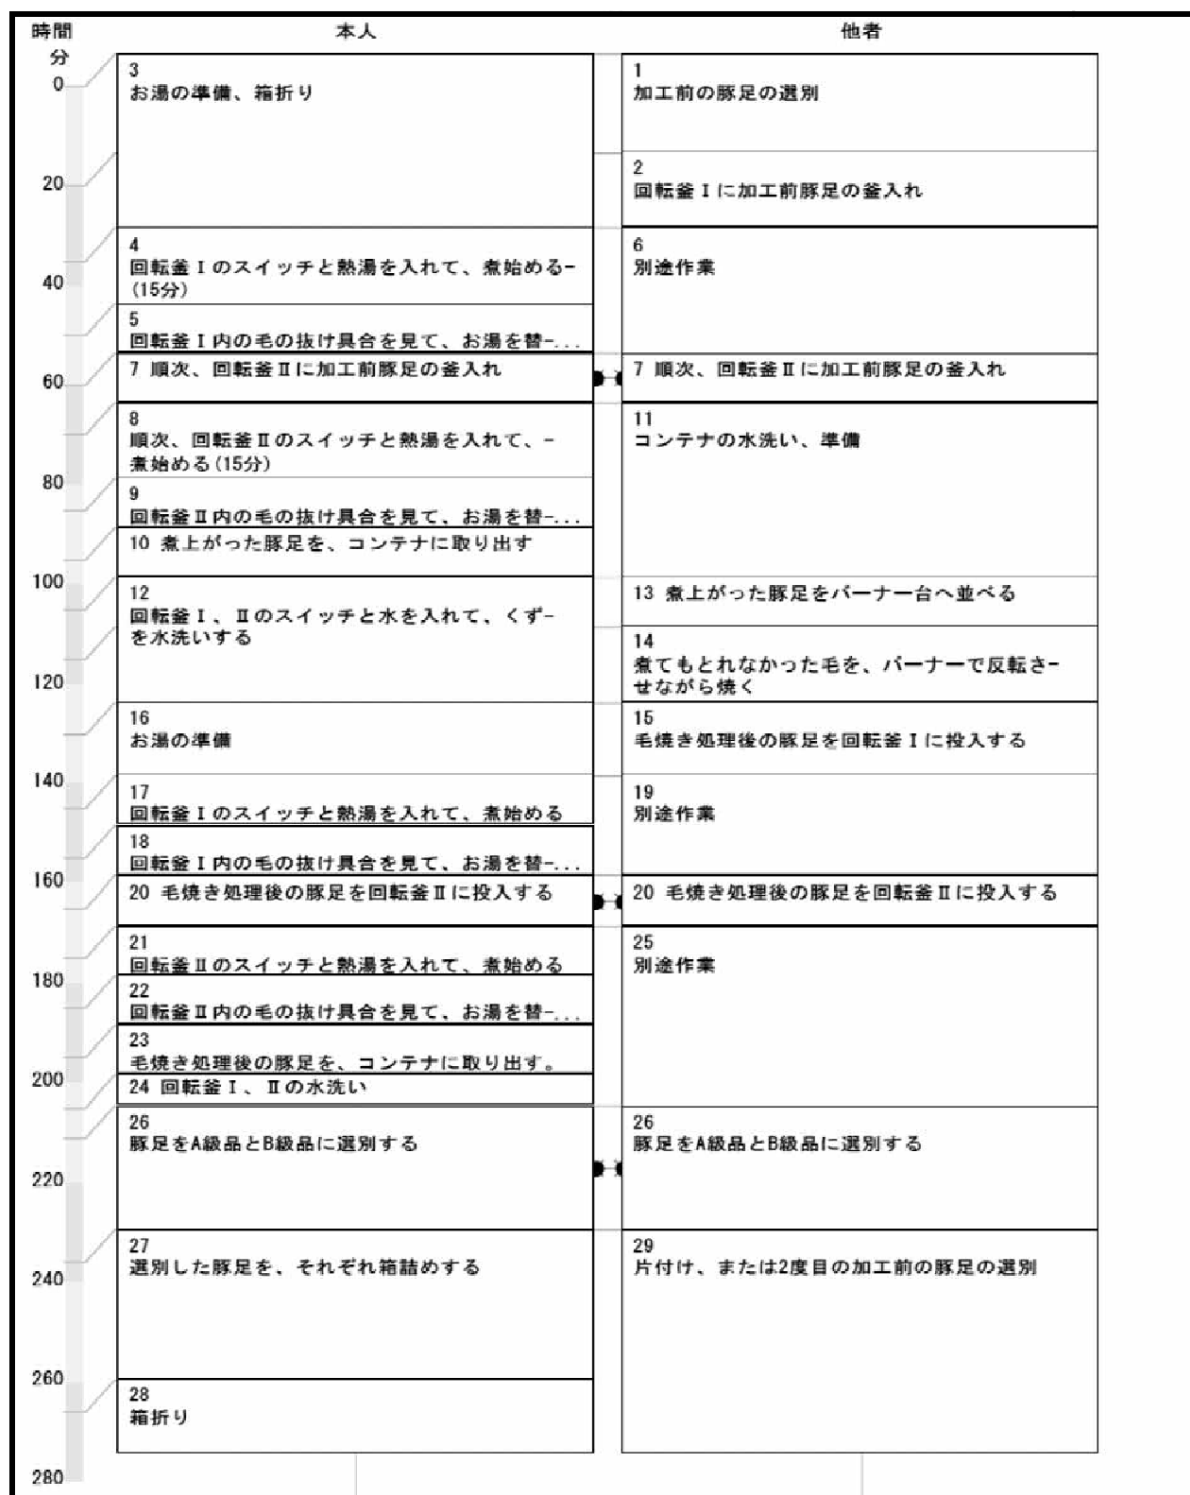 時間 本人 他者
分
0
20
40
60
80
100
120
140
160
180
200
220
240
260
280
3
お湯の準備、箱折り
4
回転釜Ⅰのスイッチと熱湯を入れて、煮始める-
(15分)
5
回転釜Ⅰ内の毛の抜け具合を見て、お湯を替-...
7 順次、回転釜Ⅱに加工前豚足の釜入れ
8
順次、回転釜Ⅱのスイッチと熱湯を入れて、-
煮始める(15分)
9
回転釜Ⅱ内の毛の抜け具合を見て、お湯を替-...
10 煮上がった豚足を、コンテナに取り出す
12
回転釜Ⅰ、Ⅱのスイッチと水を入れて、くず-
を水洗いする
16
お湯の準備
17
回転釜Ⅰのスイッチと熱湯を入れて、煮始める
18
回転釜Ⅰ内の毛の抜け具合を見て、お湯を替-...
20 毛焼き処理後の豚足を回転釜Ⅱに投入する
21
回転釜Ⅱのスイッチと熱湯を入れて、煮始める
22
回転釜Ⅱ内の毛の抜け具合を見て、お湯を替-...
23
毛焼き処理後の豚足を、コンテナに取り出す。
24 回転釜Ⅰ、Ⅱの水洗い
26
豚足をA級品とB級品に選別する
27
選別した豚足を、それぞれ箱詰めする
28
箱折り
1
加工前の豚足の選別
2
回転釜Ⅰに加工前豚足の釜入れ
6
別途作業
7 順次、回転釜Ⅱに加工前豚足の釜入れ
11
コンテナの水洗い、準備
13 煮上がった豚足をバーナー台へ並べる
14
煮てもとれなかった毛を、バーナーで反転さ-
せながら焼く
15
毛焼き処理後の豚足を回転釜Ⅰに投入する
19
別途作業
20 毛焼き処理後の豚足を回転釜Ⅱに投入する
25
別途作業
26
豚足をA級品とB級品に選別する
29
片付け、または2度目の加工前の豚足の選別